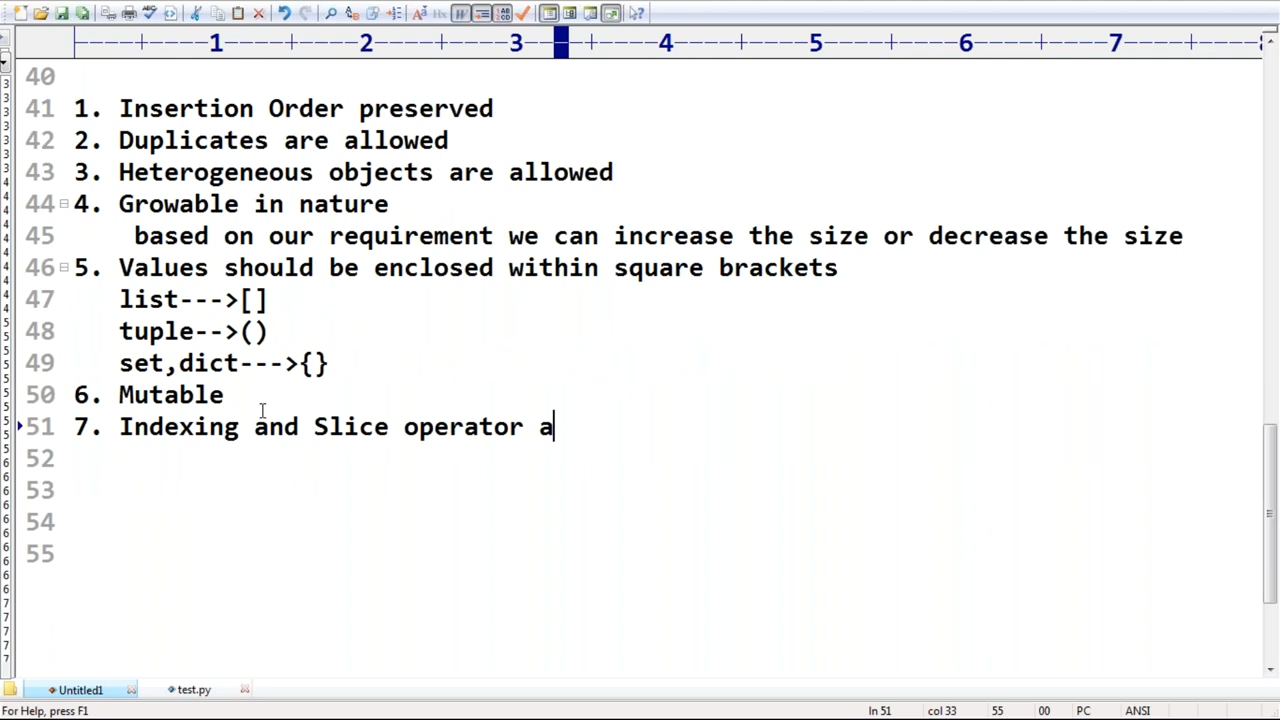 1 2 3 4 5 6 7
40
41 1. Insertion Order preserved
42 2. Duplicates are allowed
43 3. Heterogeneous objects are allowed
44 4. Growable in nature
45 based on our requirement we can increase the size or decrease the size
46 5. Values should be enclosed within square brackets
47 list--->[]
48 tuple-->()
49 set,dict--->{}
50 6. Mutable
51 7. Indexing and Slice operator a
52
53
54
55
Untitled1 test.py
For Help, press F1 ln 51 col 33 55 00 PC ANSI